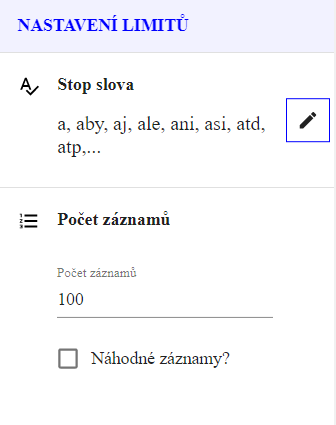 NASTAVENÍ LIMITŮ
Stop slova
a, aby, aj, ale, ani, asi, atd,
atp,...
Počet záznamů
Počet záznamů
100
Náhodné záznamy?